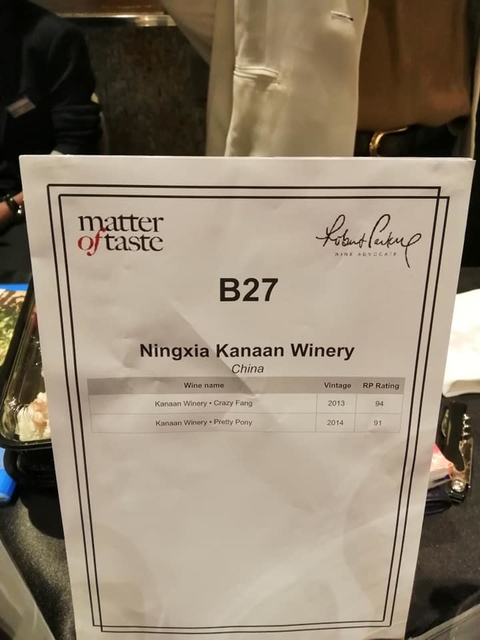 matter
of taste
Robert Parker
WINE ADVOCATE
B27
Ningxia Kanaan Winery
China
Wine name Vintage RP Rating
Kanaan Winery • Crazy Fang 2013 94
Kanaan Winery • Pretty Pony 2014 91